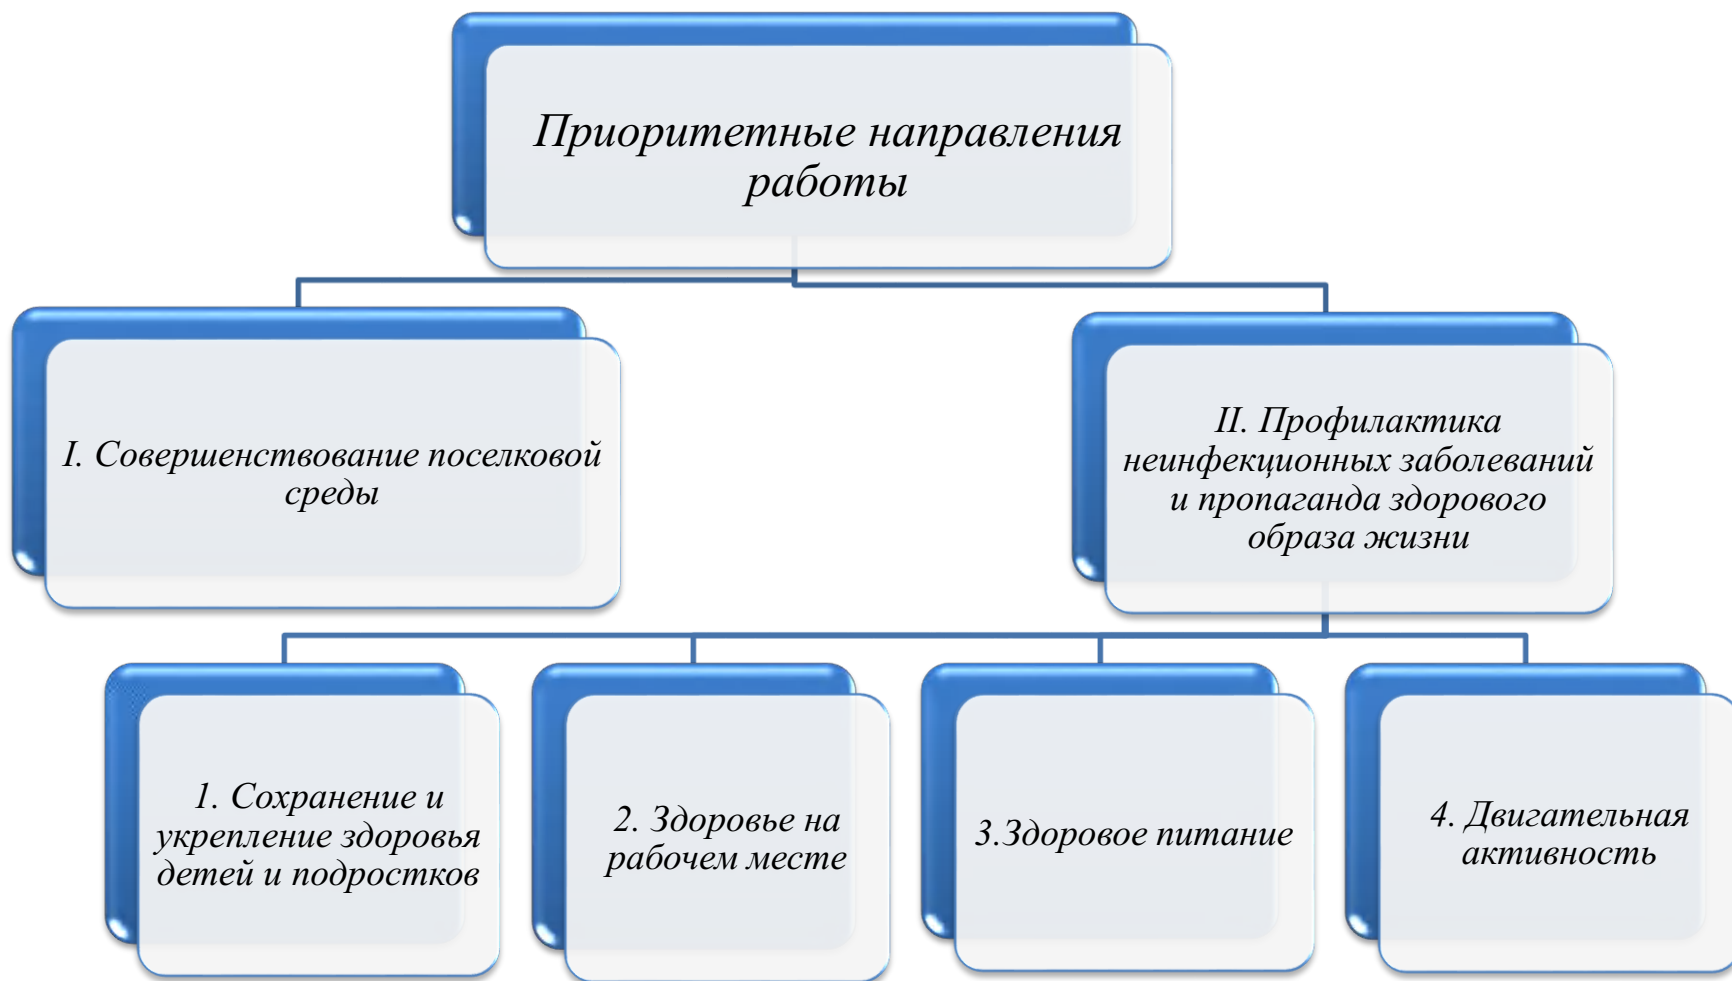 Приоритетные направления
работы
I. Совершенствование поселковой
среды
II. Профилактика
неинфекционных заболеваний
и пропаганда здорового
образа жизни
1. Сохранение и
укрепление здоровья
детей и подростков
2. Здоровье на
рабочем месте
3.Здоровое питание
4. Двигательная
активность